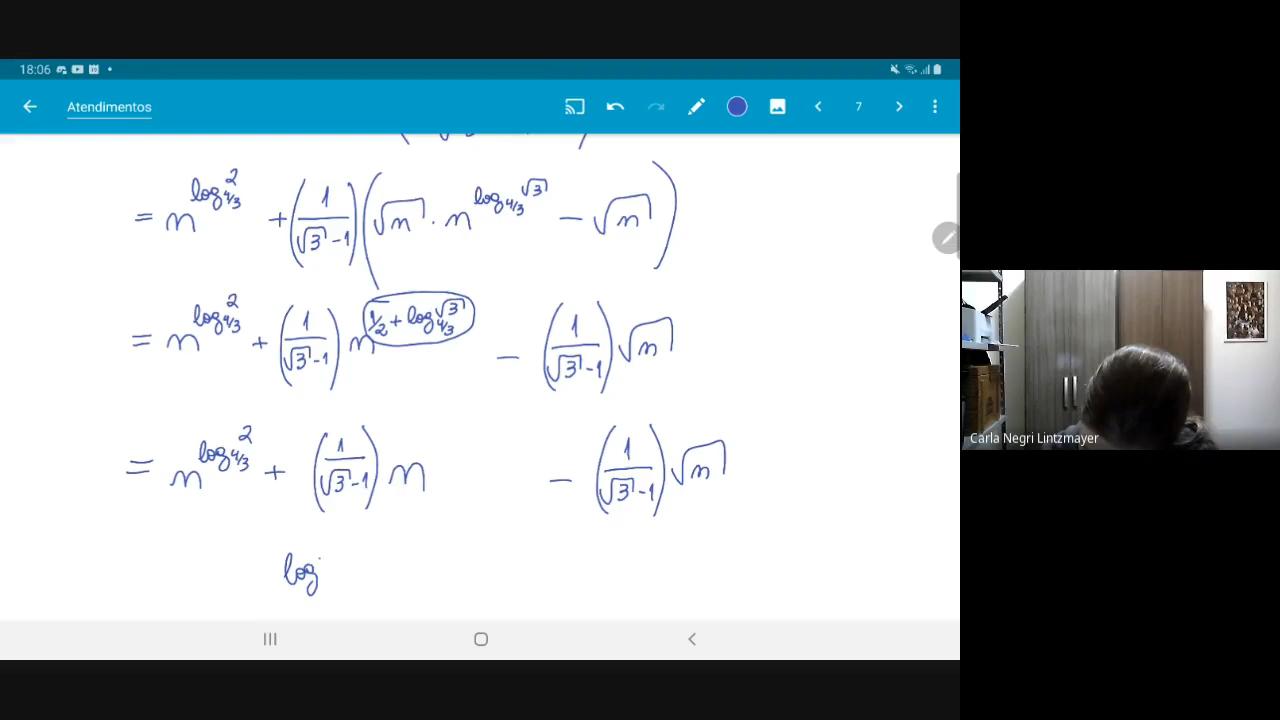 18:06
Atendimentos
7
= n^{log_{4/3} 2} + (1/(√3 - 1)) (√n · n^{log_{4/3} √3} - √n)
= n^{log_{4/3} 2} + (1/(√3 - 1)) n^{1/2 + log_{4/3} √3} - (1/(√3 - 1)) √n
= n^{log_{4/3} 2} + (1/(√3 - 1)) n - (1/(√3 - 1)) √n
log
Carla Negri Lintzmayer